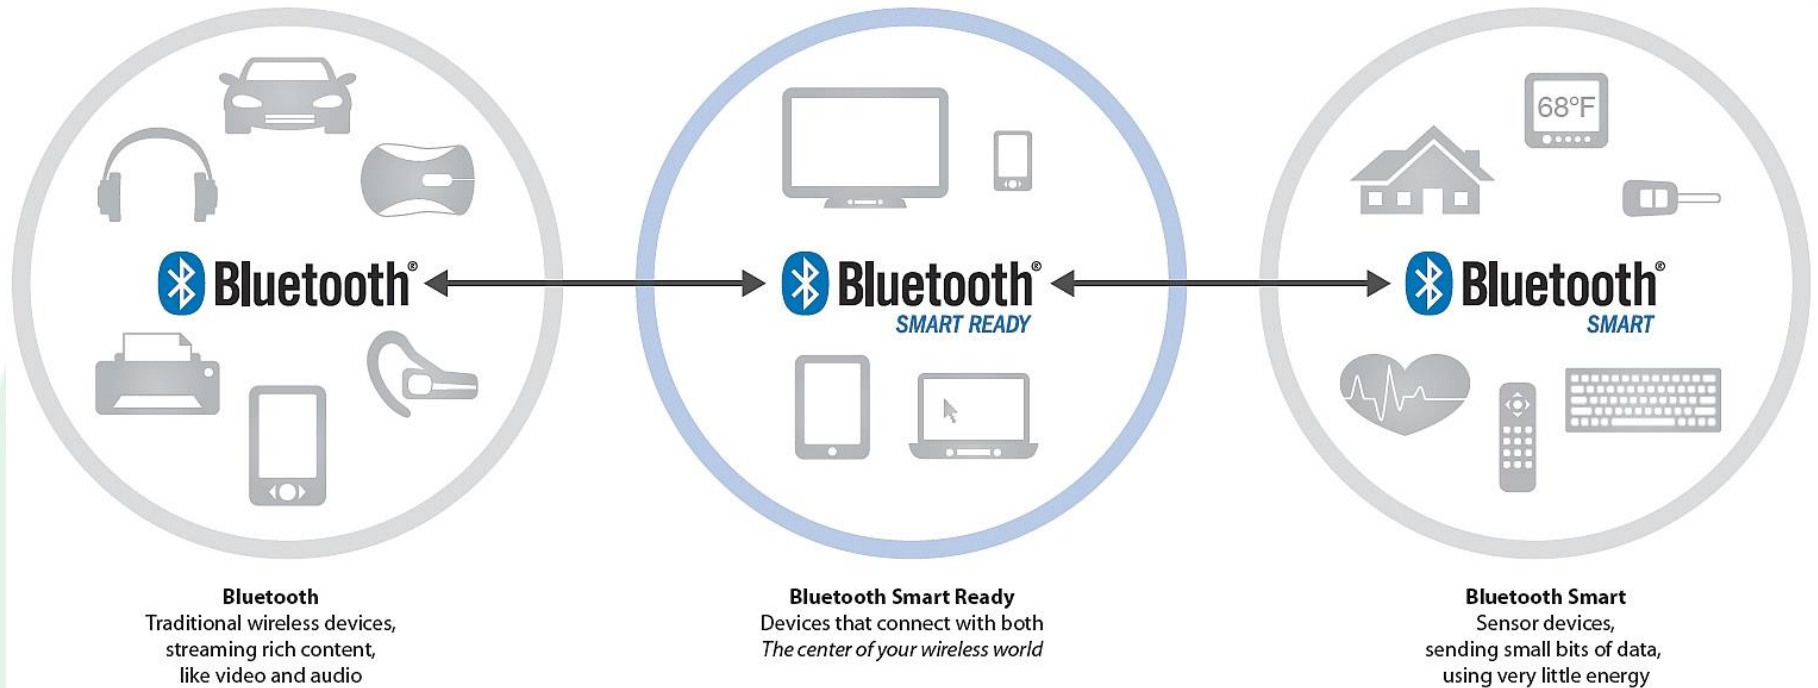 68°F
Bluetooth®
Bluetooth®
SMART READY
Bluetooth®
SMART
Bluetooth
Traditional wireless devices,
streaming rich content,
like video and audio
Bluetooth Smart Ready
Devices that connect with both
The center of your wireless world
Bluetooth Smart
Sensor devices,
sending small bits of data,
using very little energy